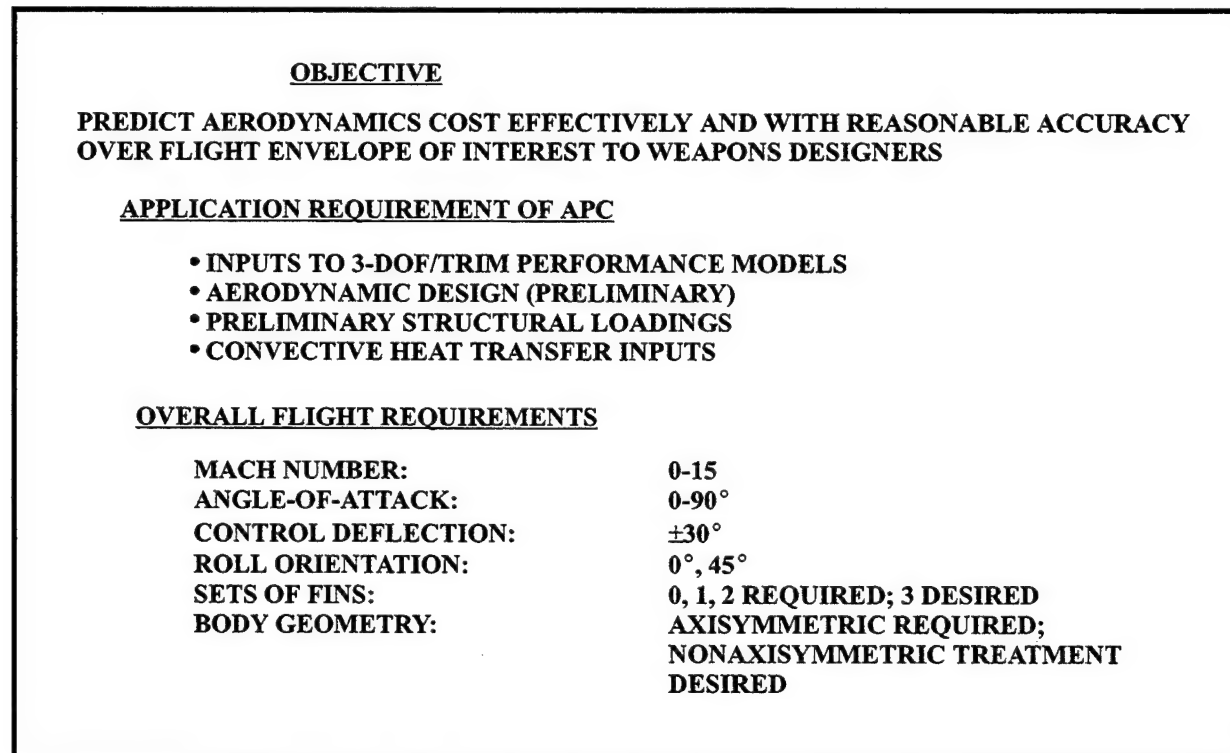 OBJECTIVE
PREDICT AERODYNAMICS COST EFFECTIVELY AND WITH REASONABLE ACCURACY
OVER FLIGHT ENVELOPE OF INTEREST TO WEAPONS DESIGNERS
APPLICATION REQUIREMENT OF APC
• INPUTS TO 3-DOF/TRIM PERFORMANCE MODELS
• AERODYNAMIC DESIGN (PRELIMINARY)
• PRELIMINARY STRUCTURAL LOADINGS
• CONVECTIVE HEAT TRANSFER INPUTS
OVERALL FLIGHT REQUIREMENTS
MACH NUMBER: 0-15
ANGLE-OF-ATTACK: 0-90°
CONTROL DEFLECTION: ±30°
ROLL ORIENTATION: 0°, 45°
SETS OF FINS: 0, 1, 2 REQUIRED; 3 DESIRED
BODY GEOMETRY: AXISYMMETRIC REQUIRED;
NONAXISYMMETRIC TREATMENT
DESIRED